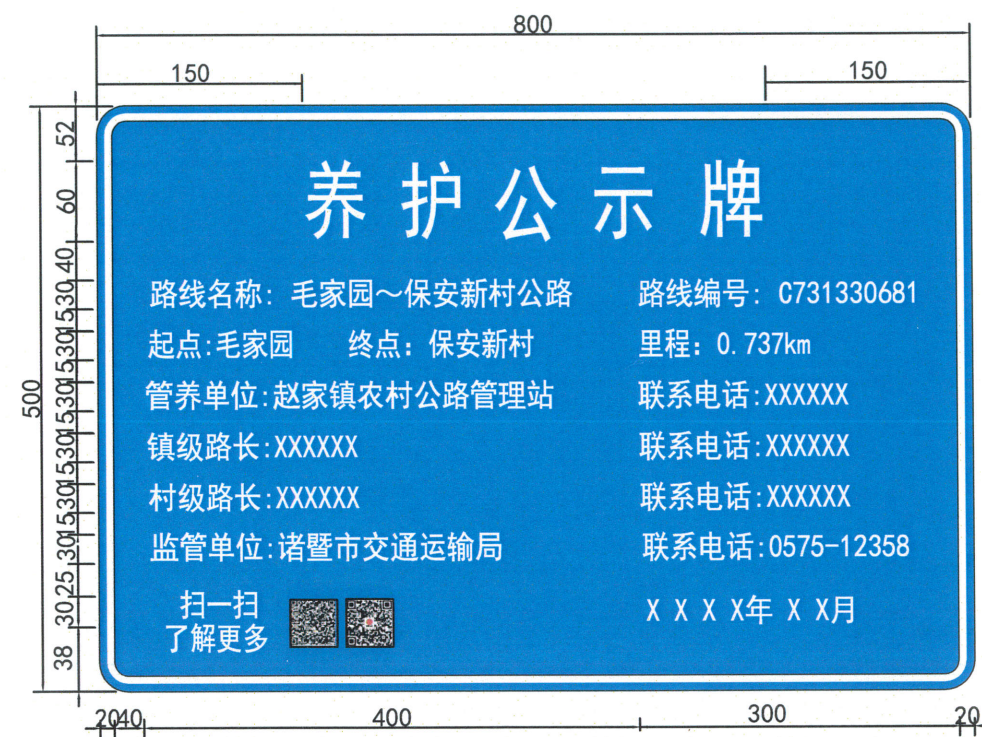 800
150 150
养护公示牌
路线名称: 毛家园～保安新村公路 路线编号: C731330681
起点:毛家园 终点: 保安新村 里程: 0.737km
管养单位:赵家镇农村公路管理站 联系电话:XXXXXX
镇级路长:XXXXXX 联系电话:XXXXXX
村级路长:XXXXXX 联系电话:XXXXXX
监管单位:诸暨市交通运输局 联系电话:0575-12358
扫一扫
了解更多
X X X X年 X X月
500
52
60
40
30
15
30
15
30
15
30
15
30
15
30
25
30
38
20 40 400 300 20